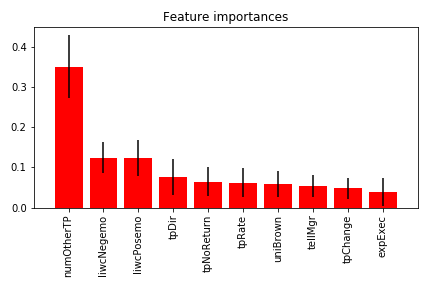 Feature importances
0.4
0.3
0.2
0.1
0.0
numOtherTP
liwcNegemo
liwcPosemo
tpDir
tpNoReturn
tpRate
uniBrown
tellMgr
tpChange
expExec